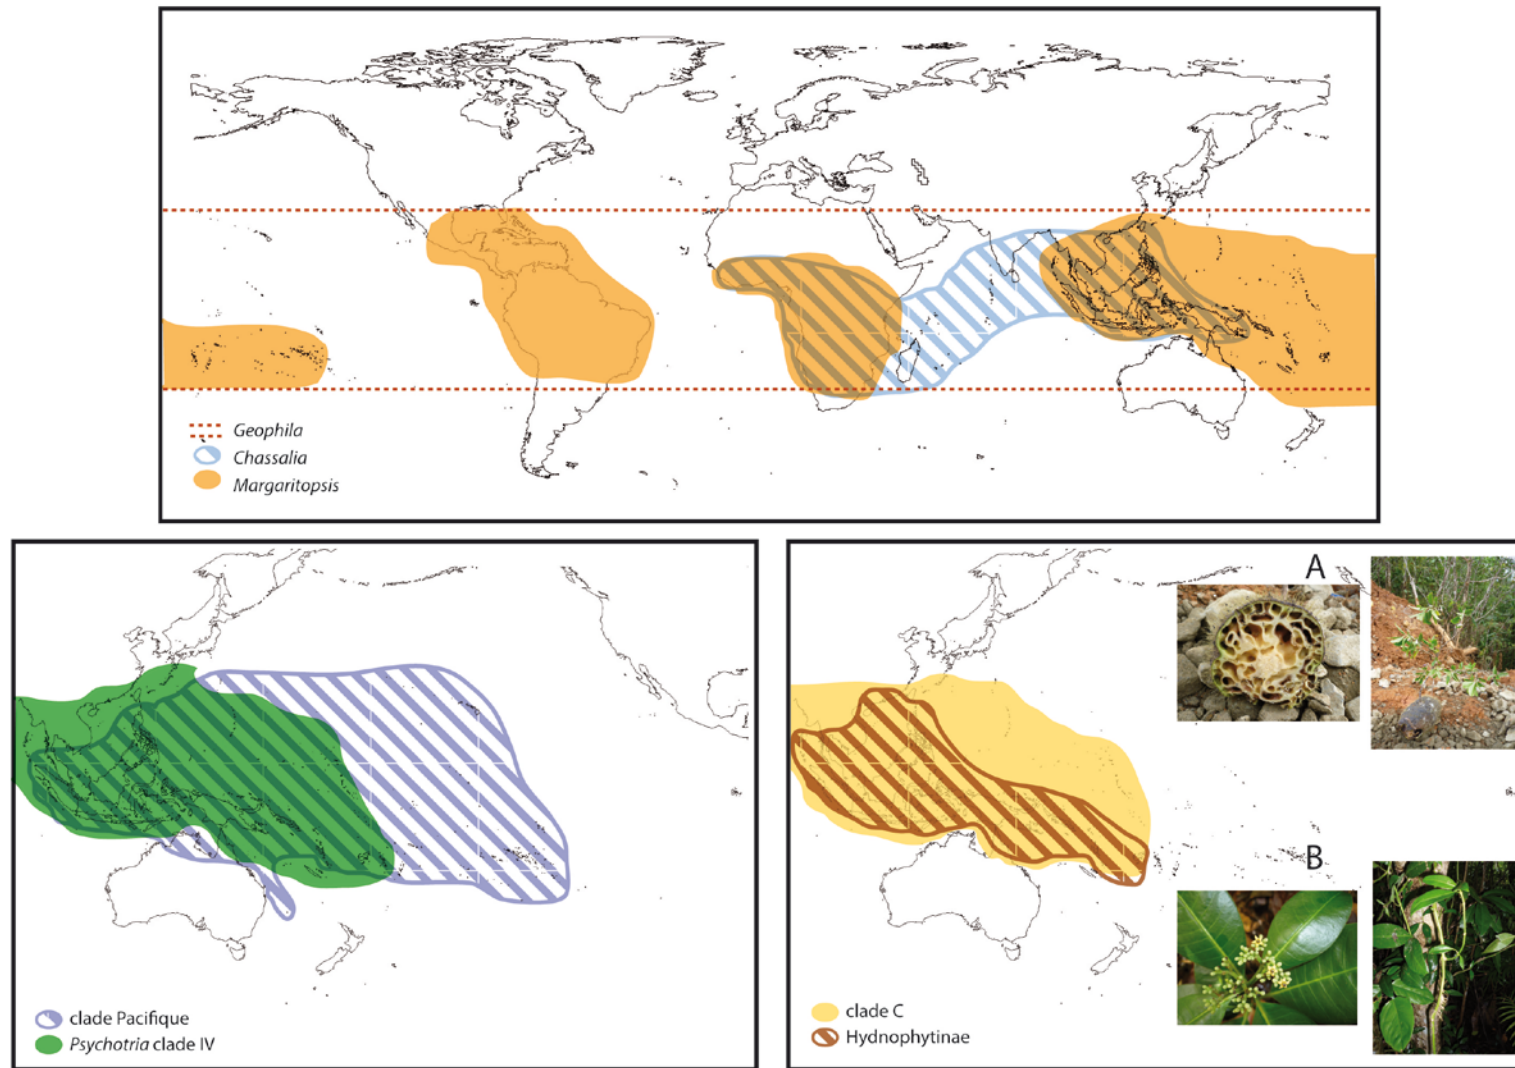 Geophila
Chassalia
Margaritopsis
clade Pacifique
Psychotria clade IV
A
B
clade C
Hydnophytinae